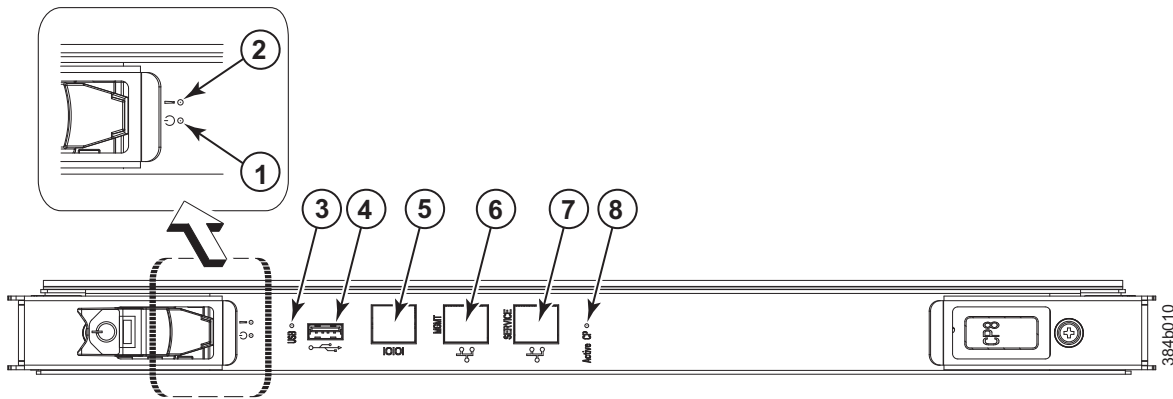 2
1
3
4
5
6
7
8
USB
IOIOI
MGMT
SERVICE
Active CP
CP8
384b010